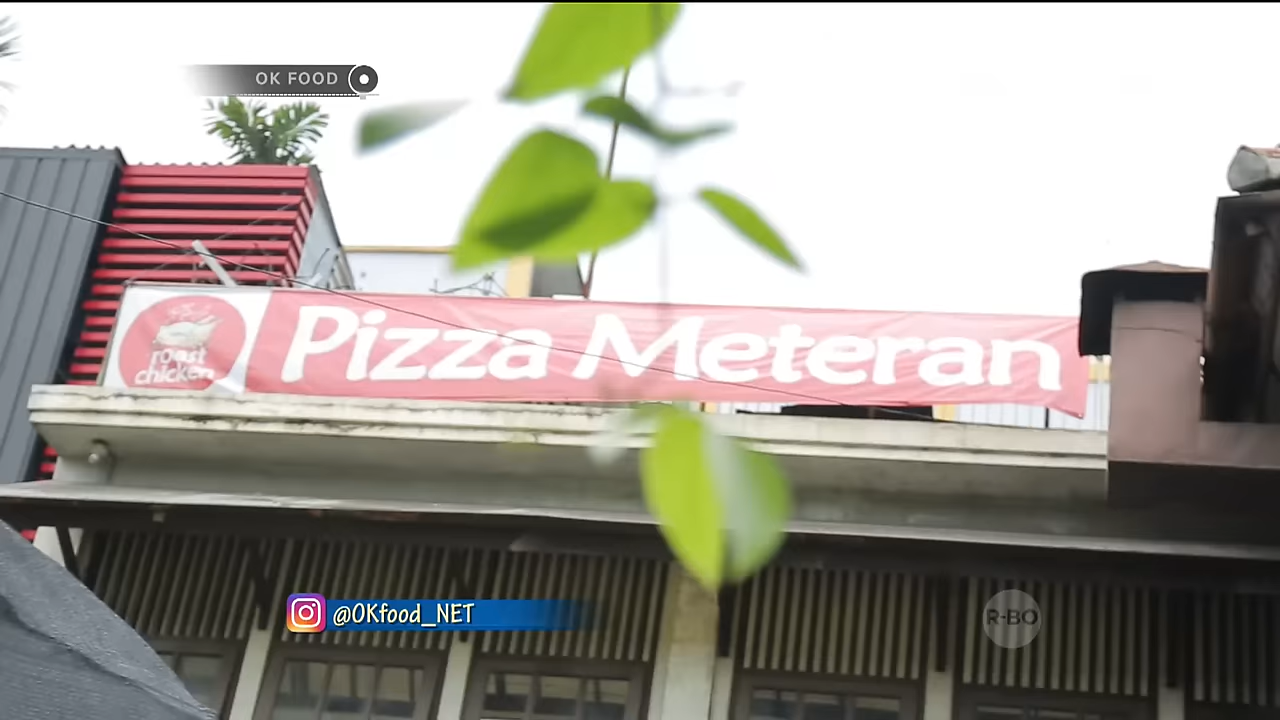 OK FOOD
roast
chicken
Pizza Meteran
@OKfood_NET
R-BO